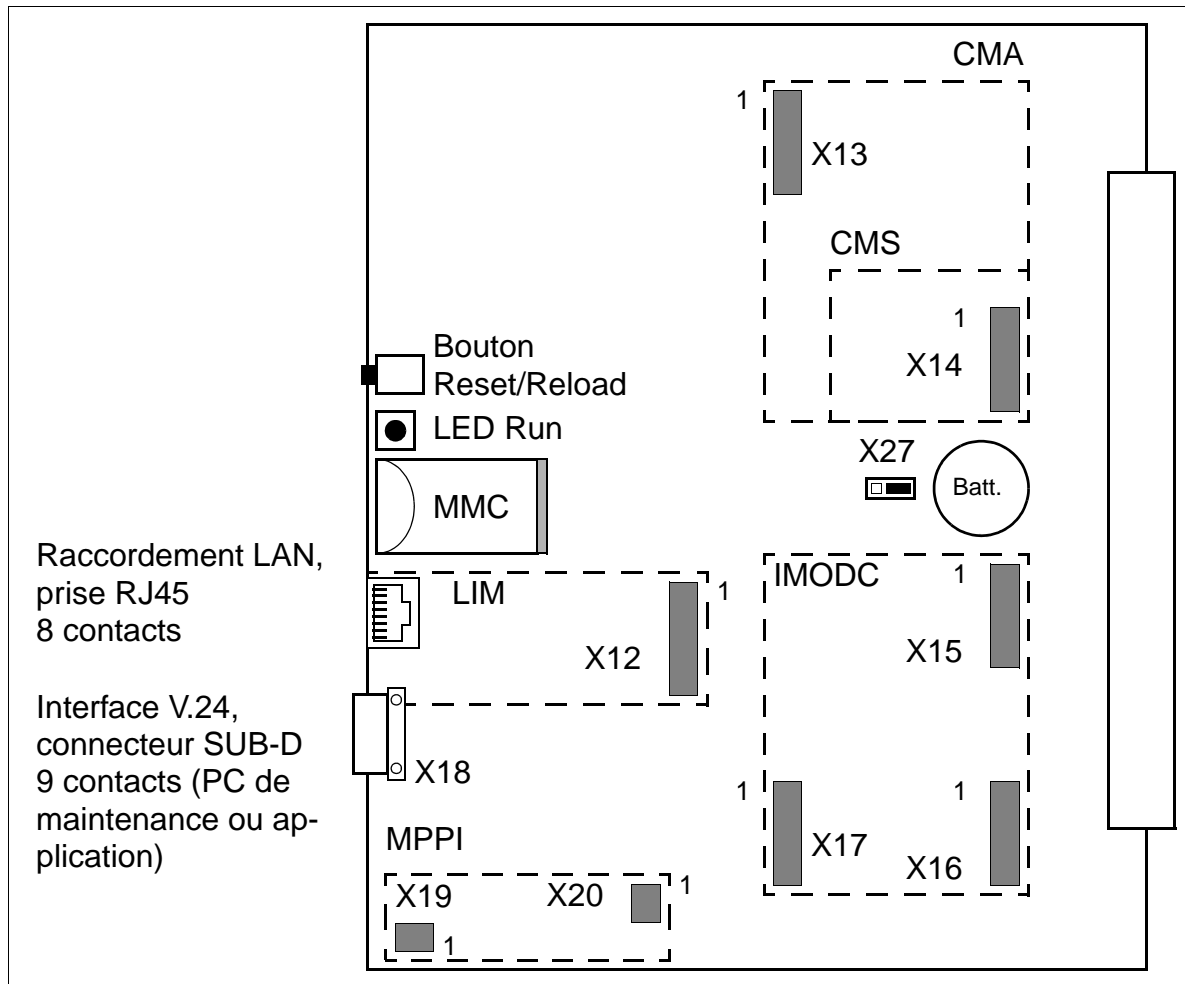 CMA
1
X13
CMS
1
X14
Bouton
Reset/Reload
LED Run
X27
Batt.
MMC
Raccordement LAN,
prise RJ45
8 contacts
LIM
1
X12
IMODC
1
X15
Interface V.24,
connecteur SUB-D
9 contacts (PC de
maintenance ou ap-
plication)
X18
1
X17
1
X16
MPPI
X19
1
X20
1